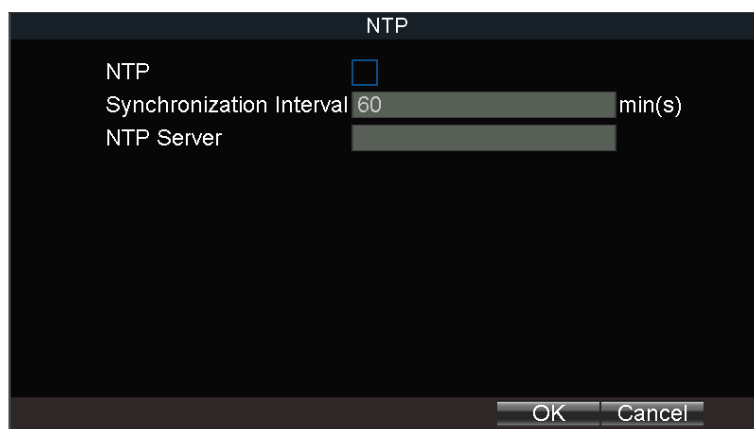 NTP
NTP
Synchronization Interval 60 min(s)
NTP Server
OK Cancel